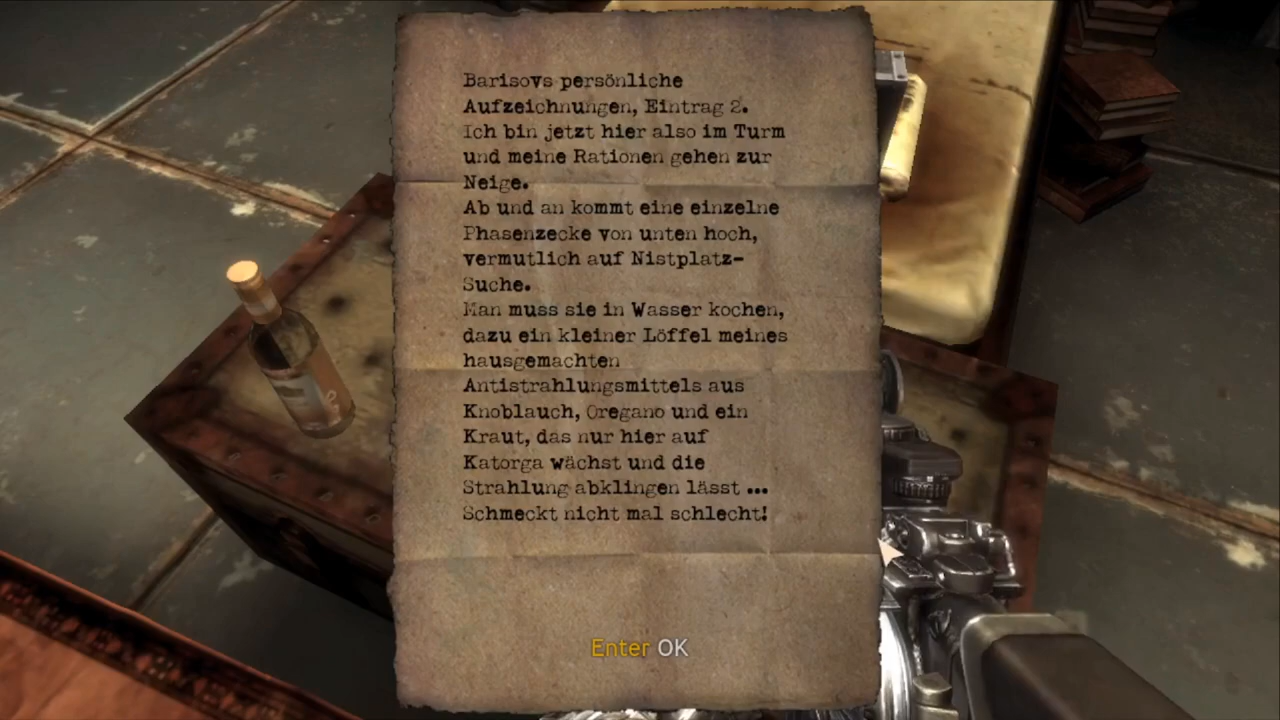 Barisovs persönliche
Aufzeichnungen, Eintrag 2.
Ich bin jetzt hier also im Turm
und meine Rationen gehen zur
Neige.
Ab und an kommt eine einzelne
Phasenzecke von unten hoch,
vermutlich auf Nistplatz-
Suche.
Man muss sie in Wasser kochen,
dazu ein kleiner Löffel meines
hausgemachten
Antistrahlungsmittels aus
Knoblauch, Oregano und ein
Kraut, das nur hier auf
Katorga wächst und die
Strahlung abklingen lässt ...
Schmeckt nicht mal schlecht!
Enter OK